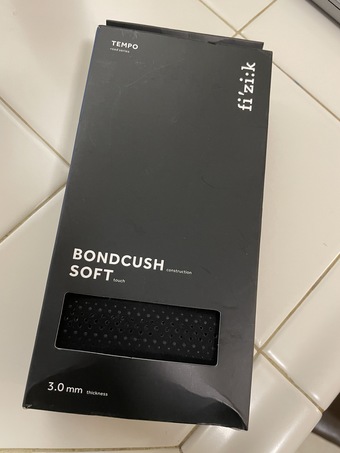 TEMPO
road series
fi'zi:k
BONDCUSH construction
SOFT touch
3.0 mm thickness